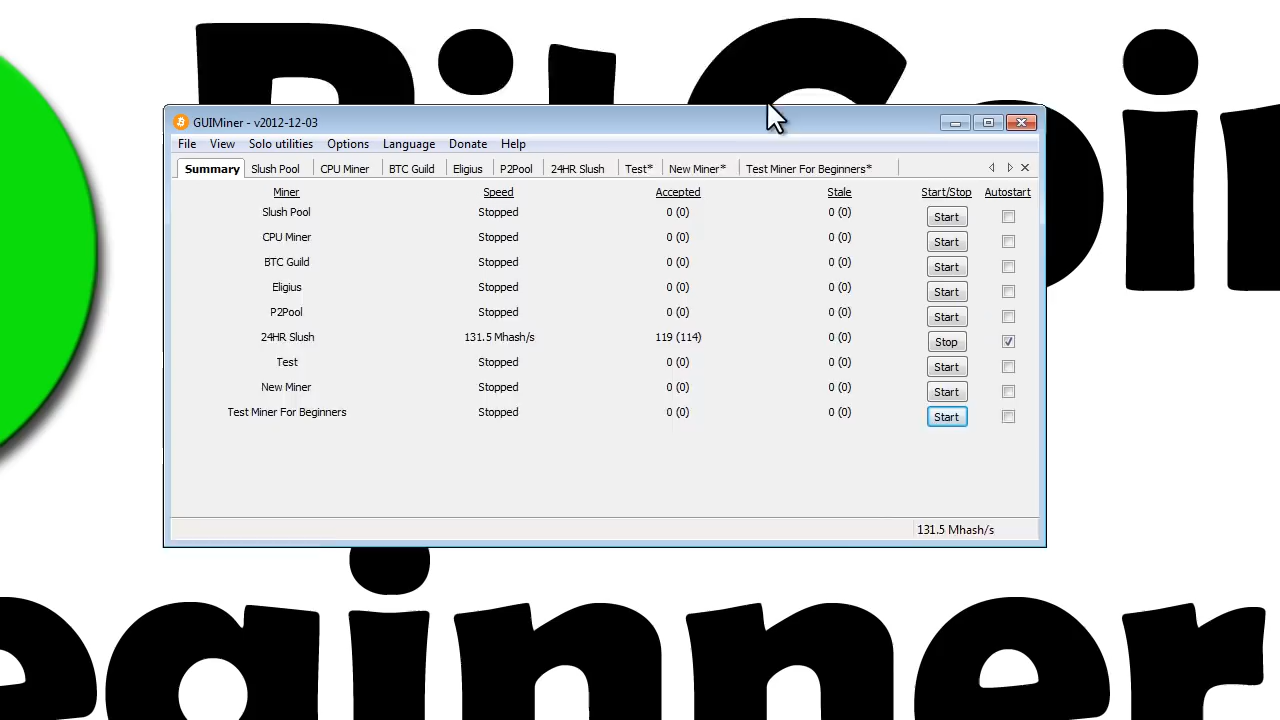 BitCoin
GUIMiner - v2012-12-03
File View Solo utilities Options Language Donate Help
Summary Slush Pool CPU Miner BTC Guild Eligius P2Pool 24HR Slush Test* New Miner* Test Miner For Beginners*
Miner Speed Accepted Stale Start/Stop Autostart
Slush Pool Stopped 0 (0) 0 (0) Start
CPU Miner Stopped 0 (0) 0 (0) Start
BTC Guild Stopped 0 (0) 0 (0) Start
Eligius Stopped 0 (0) 0 (0) Start
P2Pool Stopped 0 (0) 0 (0) Start
24HR Slush 131.5 Mhash/s 119 (114) 0 (0) Stop
Test Stopped 0 (0) 0 (0) Start
New Miner Stopped 0 (0) 0 (0) Start
Test Miner For Beginners Stopped 0 (0) 0 (0) Start
131.5 Mhash/s
eginner